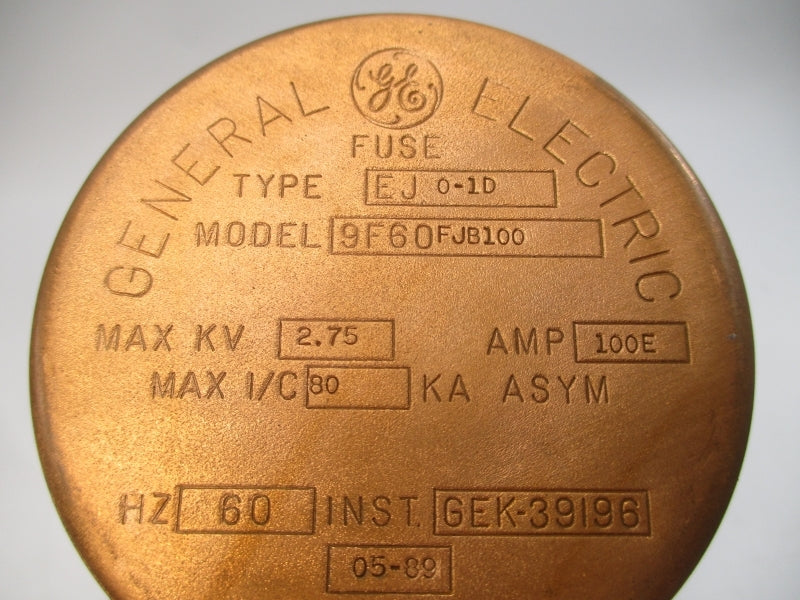 GENERAL GE ELECTRIC
FUSE
TYPE EJ 0-1D
MODEL 9F60FJB100
MAX KV 2.75 AMP 100E
MAX I/C 80 KA ASYM
HZ 60 INST. GEK-39196
05-89